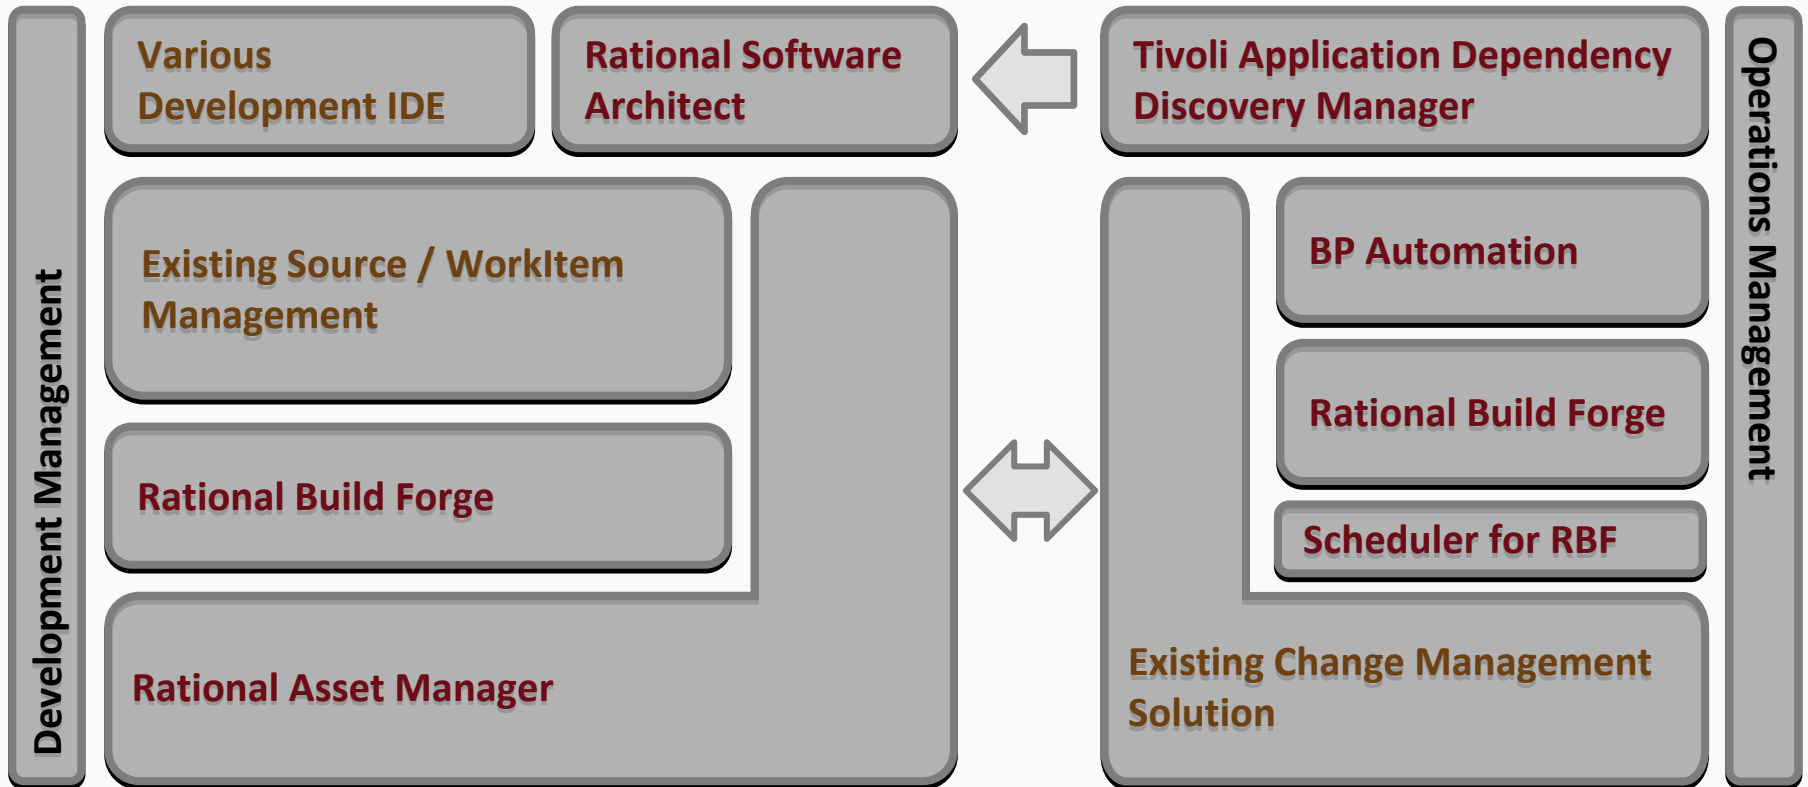 Development Management
Various
Development IDE
Rational Software
Architect
Existing Source / WorkItem
Management
Rational Build Forge
Rational Asset Manager
Tivoli Application Dependency
Discovery Manager
BP Automation
Rational Build Forge
Scheduler for RBF
Existing Change Management
Solution
Operations Management